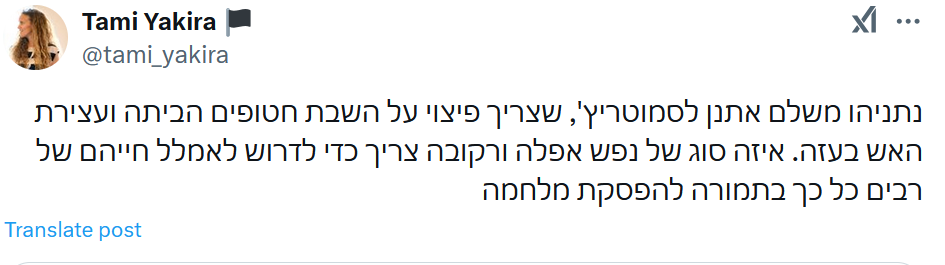 Tami Yakira 🏴
@tami_yakira
נתניהו משלם אתנן לסמוטריץ', שצריך פיצוי על השבת חטופים הביתה ועצירת
האש בעזה. איזה סוג של נפש אפלה ורקובה צריך כדי לדרוש לאמלל חייהם של
רבים כל כך בתמורה להפסקת מלחמה
Translate post